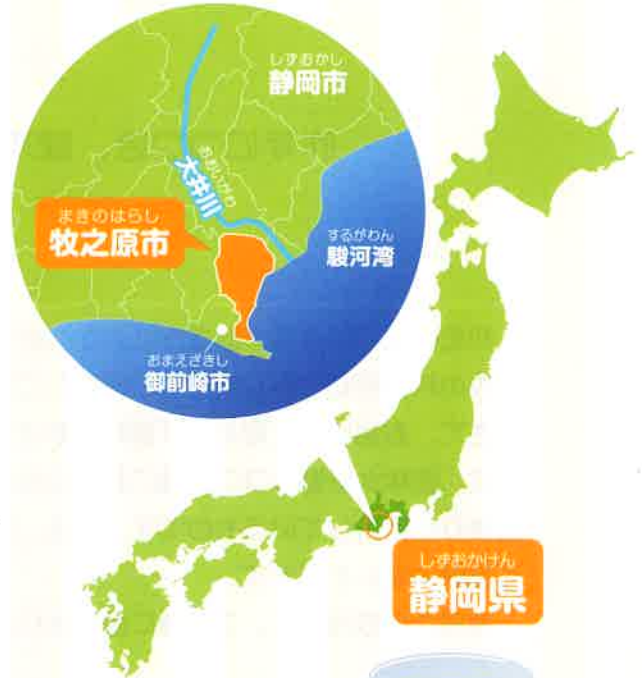 しずおかし
静岡市
おおいがわ
大井川
まきのはらし
牧之原市
するがわん
駿河湾
おまえざきし
御前崎市
しずおかけん
静岡県